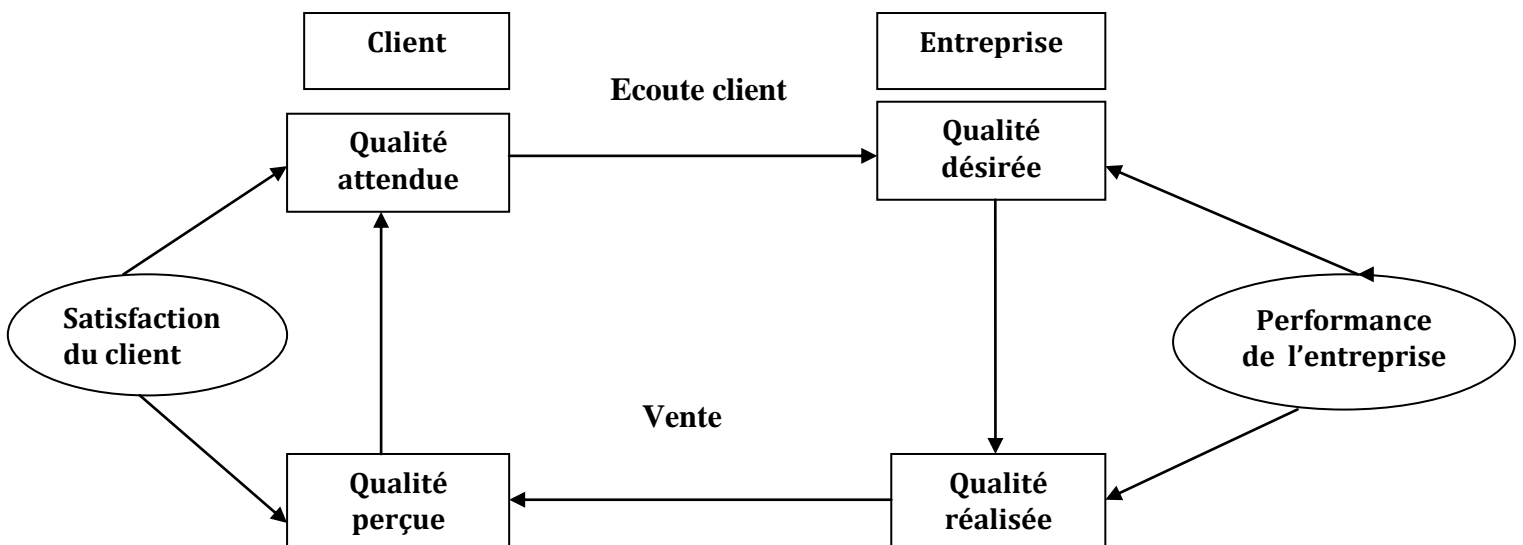 Client
Entreprise
Ecoute client
Qualité
attendue
Qualité
désirée
Satisfaction
du client
Performance
de l’entreprise
Vente
Qualité
perçue
Qualité
réalisée